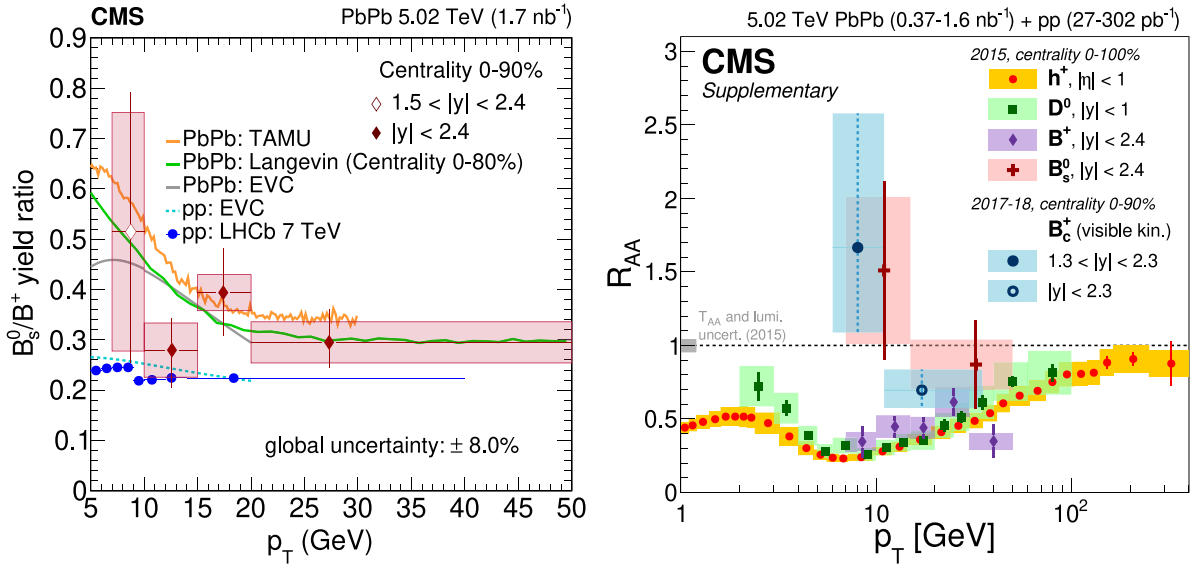 CMS
PbPb 5.02 TeV (1.7 nb⁻¹)
0.9
0.8
0.7
0.6
0.5
0.4
0.3
0.2
0.1
0
B⁰ₛ/B⁺ yield ratio
Centrality 0-90%
1.5 < |y| < 2.4
|y| < 2.4
PbPb: TAMU
PbPb: Langevin (Centrality 0-80%)
PbPb: EVC
pp: EVC
pp: LHCb 7 TeV
global uncertainty: ± 8.0%
5 10 15 20 25 30 35 40 45 50
p_T (GeV)
5.02 TeV PbPb (0.37-1.6 nb⁻¹) + pp (27-302 pb⁻¹)
CMS
Supplementary
3
2.5
2
1.5
1
0.5
0
R_AA
2015, centrality 0-100%
h⁺, |η| < 1
D⁰, |y| < 1
B⁺, |y| < 2.4
B⁰ₛ, |y| < 2.4
2017-18, centrality 0-90%
B_c⁺ (visible kin.)
1.3 < |y| < 2.3
|y| < 2.3
T_AA and lumi.
uncert. (2015)
1 10 10²
p_T [GeV]